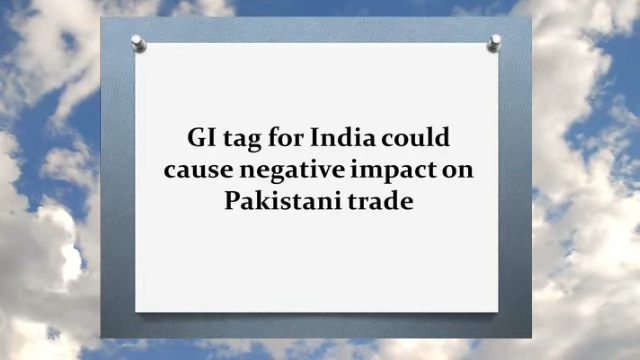 GI tag for India could
cause negative impact on
Pakistani trade